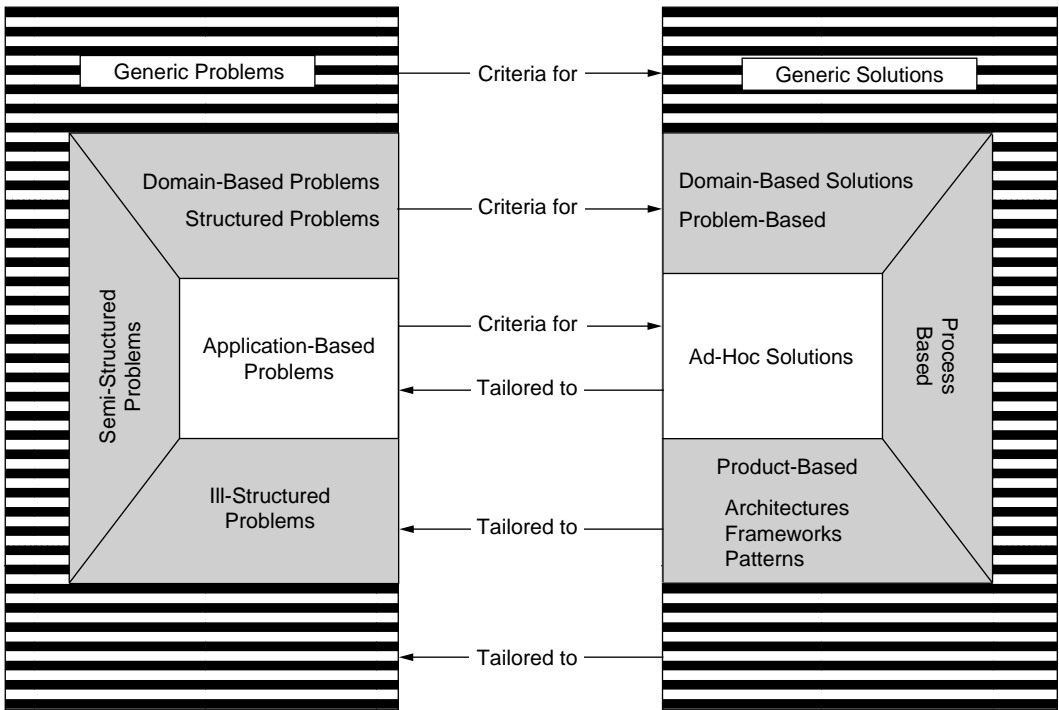 Generic Problems
Criteria for
Generic Solutions
Domain-Based Problems
Structured Problems
Criteria for
Domain-Based Solutions
Problem-Based
Semi-Structured
Problems
Application-Based
Problems
Criteria for
Tailored to
Ad-Hoc Solutions
Process
Based
Ill-Structured
Problems
Tailored to
Product-Based
Architectures
Frameworks
Patterns
Tailored to